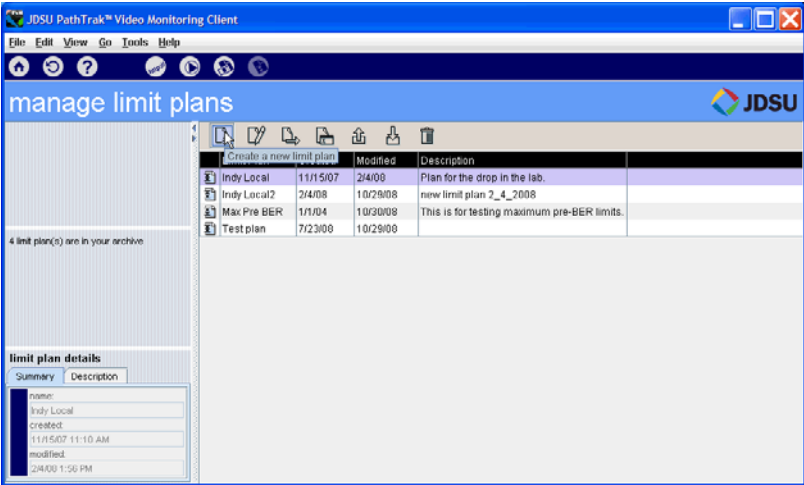 JDSU PathTrak™ Video Monitoring Client
File Edit View Go Tools Help
manage limit plans
JDSU
Create a new limit plan
Modified Description
Indy Local 11/15/07 2/4/08 Plan for the drop in the lab.
Indy Local2 2/4/08 10/29/08 new limit plan 2_4_2008
Max Pre BER 1/1/04 10/30/08 This is for testing maximum pre-BER limits.
Test plan 7/23/08 10/29/08
4 limit plan(s) are in your archive
limit plan details
Summary Description
name:
Indy Local
created:
11/15/07 11:10 AM
modified:
2/4/08 1:56 PM